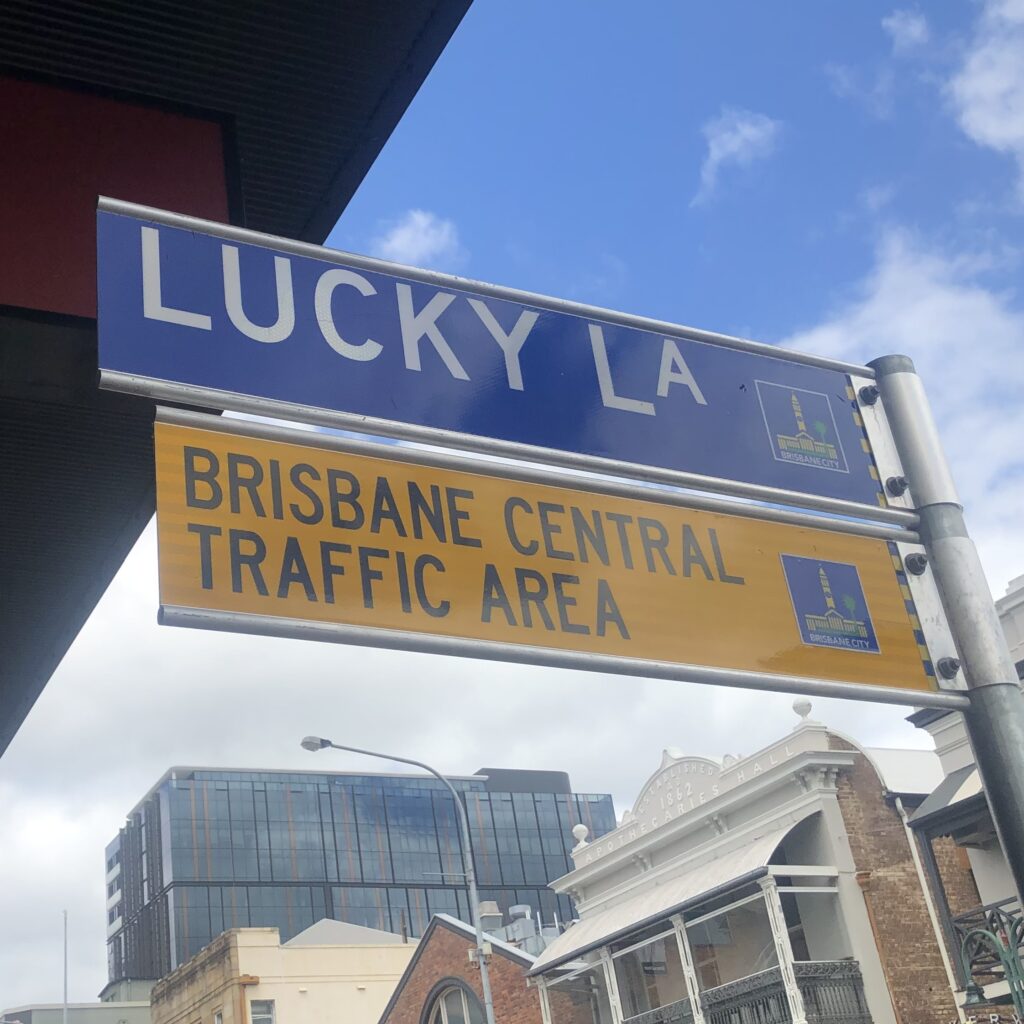 LUCKY LA
BRISBANE CITY
BRISBANE CENTRAL
TRAFFIC AREA
BRISBANE CITY
ESTABLISHED
1862
APOTHECARIES HALL